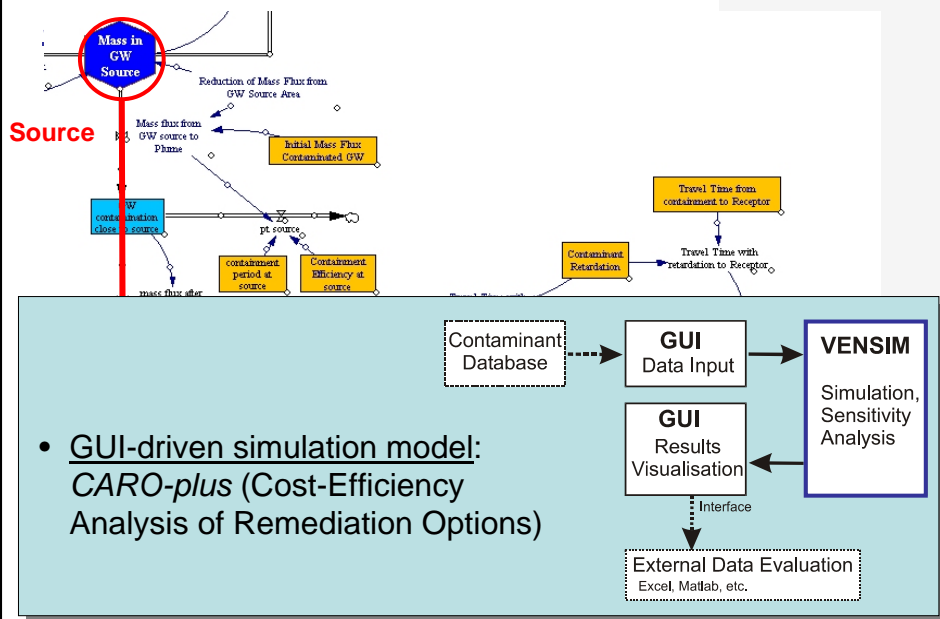 Mass in
GW
Source
Reduction of Mass Flux from
GW Source Area
Source
Mass flux from
GW source to
Plume
Initial Mass Flux
Contaminated GW
GW
contamination
close to source
pt source
containment
period at
source
Containment
Efficiency at
source
mass flux after
Travel Time from
containment to Receptor
Contaminant
Retardation
Travel Time with
retardation to Receptor
Travel Time with
Contaminant
Database
GUI
Data Input
VENSIM
Simulation,
Sensitivity
Analysis
GUI
Results
Visualisation
Interface
External Data Evaluation
Excel, Matlab, etc.
• GUI-driven simulation model:
CARO-plus (Cost-Efficiency
Analysis of Remediation Options)